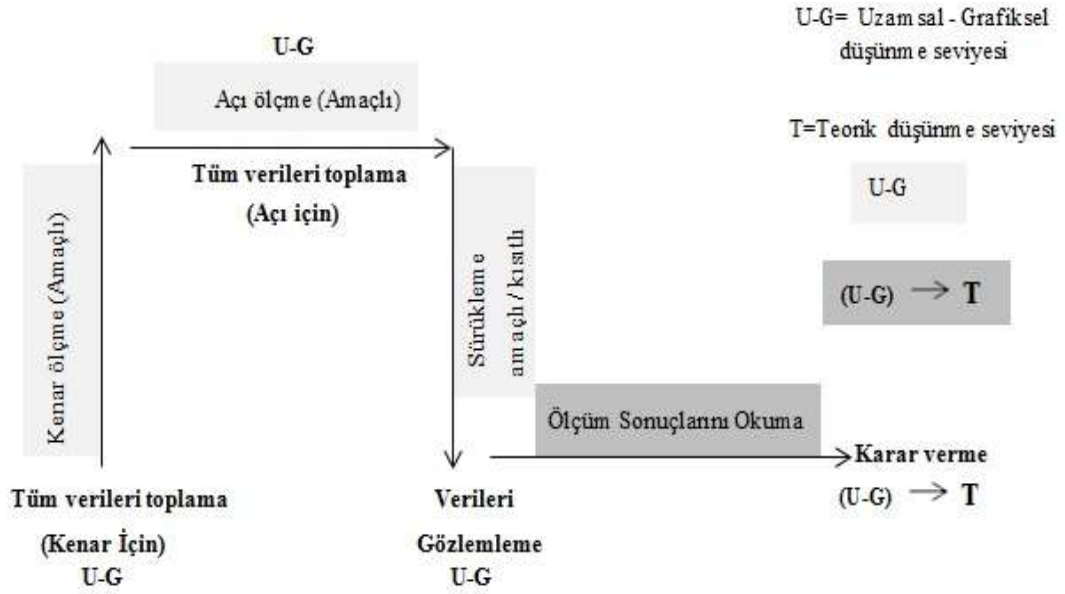 U-G= Uzamsal - Grafiksel
düşünme seviyesi
U-G
Açı ölçme (Amaçlı)
T=Teorik düşünme seviyesi
Tüm verileri toplama
(Açı için)
U-G
Kenar ölçme (Amaçlı)
Sürükleme
amaçlı / kısıtlı
(U-G) → T
Ölçüm Sonuçlarını Okuma
Karar verme
(U-G) → T
Tüm verileri toplama
(Kenar İçin)
U-G
Verileri
Gözlemleme
U-G